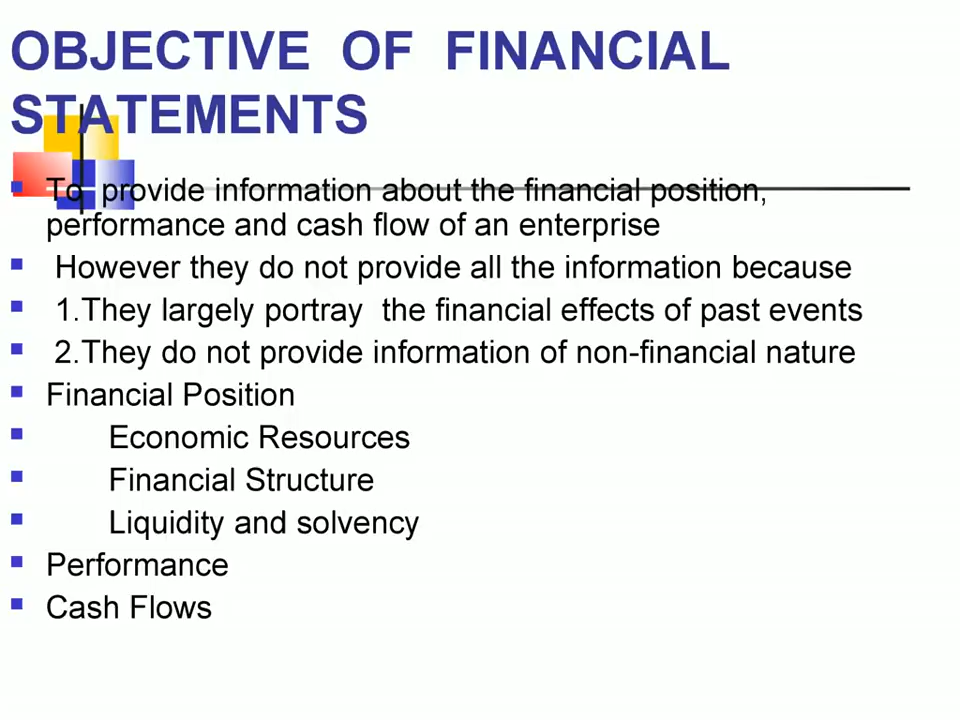 OBJECTIVE OF FINANCIAL
STATEMENTS
To provide information about the financial position,
performance and cash flow of an enterprise
However they do not provide all the information because
1.They largely portray the financial effects of past events
2.They do not provide information of non-financial nature
Financial Position
Economic Resources
Financial Structure
Liquidity and solvency
Performance
Cash Flows